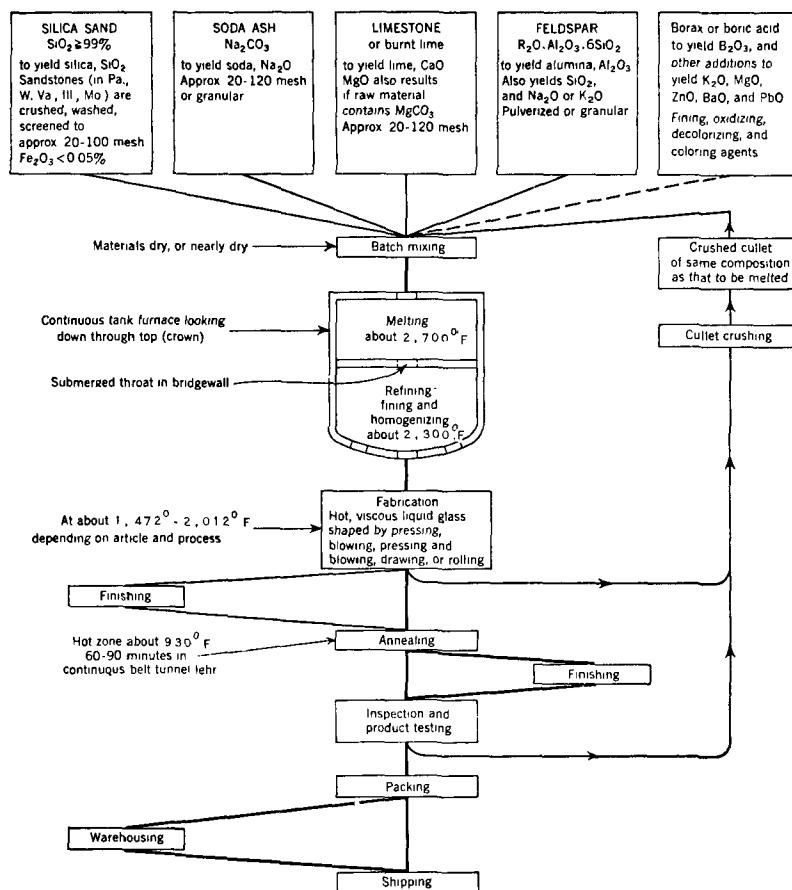 SILICA SAND
SiO₂≧99%
to yield silica, SiO₂
Sandstones (in Pa.,
W. Va, Ill, Mo) are
crushed, washed,
screened to
approx 20-100 mesh
Fe₂O₃<0 05%
SODA ASH
Na₂CO₃
to yield soda, Na₂O
Approx 20-120 mesh
or granular
LIMESTONE
or burnt lime
to yield lime, CaO
MgO also results
if raw material
contains MgCO₃
Approx 20-120 mesh
FELDSPAR
R₂O.Al₂O₃.6SiO₂
to yield alumina, Al₂O₃
Also yields SiO₂,
and Na₂O or K₂O
Pulverized or granular
Borax or boric acid
to yield B₂O₃, and
other additions to
yield K₂O, MgO,
ZnO, BaO, and PbO
Fining, oxidizing,
decolorizing, and
coloring agents
Materials dry, or nearly dry
Batch mixing
Crushed cullet
of same composition
as that to be melted
Continuous tank furnace looking
down through top (crown)
Melting
about 2,700°F
Cullet crushing
Submerged throat in bridgewall
Refining-
fining and
homogenizing
about 2,300°F
At about 1,472° - 2,012° F
depending on article and process
Fabrication
Hot, viscous liquid glass
shaped by pressing,
blowing, pressing and
blowing, drawing, or rolling
Finishing
Hot zone about 930° F
60-90 minutes in
continuous belt tunnel lehr
Annealing
Finishing
Inspection and
product testing
Packing
Warehousing
Shipping